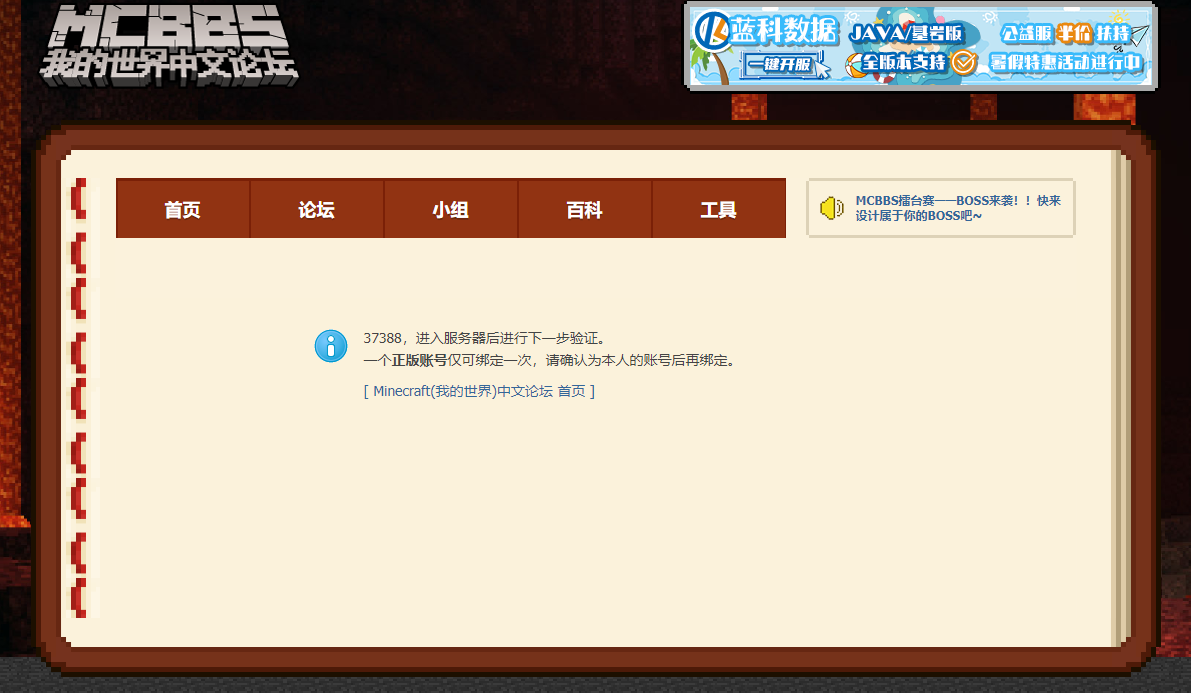 MCBBS
我的世界中文论坛
蓝科数据
一键开服
JAVA/基岩版
全版本支持
公益服半价扶持
暑假特惠活动进行中
首页
论坛
小组
百科
工具
MCBBS擂台赛——BOSS来袭！！快来
设计属于你的BOSS吧~
37388，进入服务器后进行下一步验证。
一个正版账号仅可绑定一次，请确认为本人的账号后再绑定。
[ Minecraft(我的世界)中文论坛 首页 ]